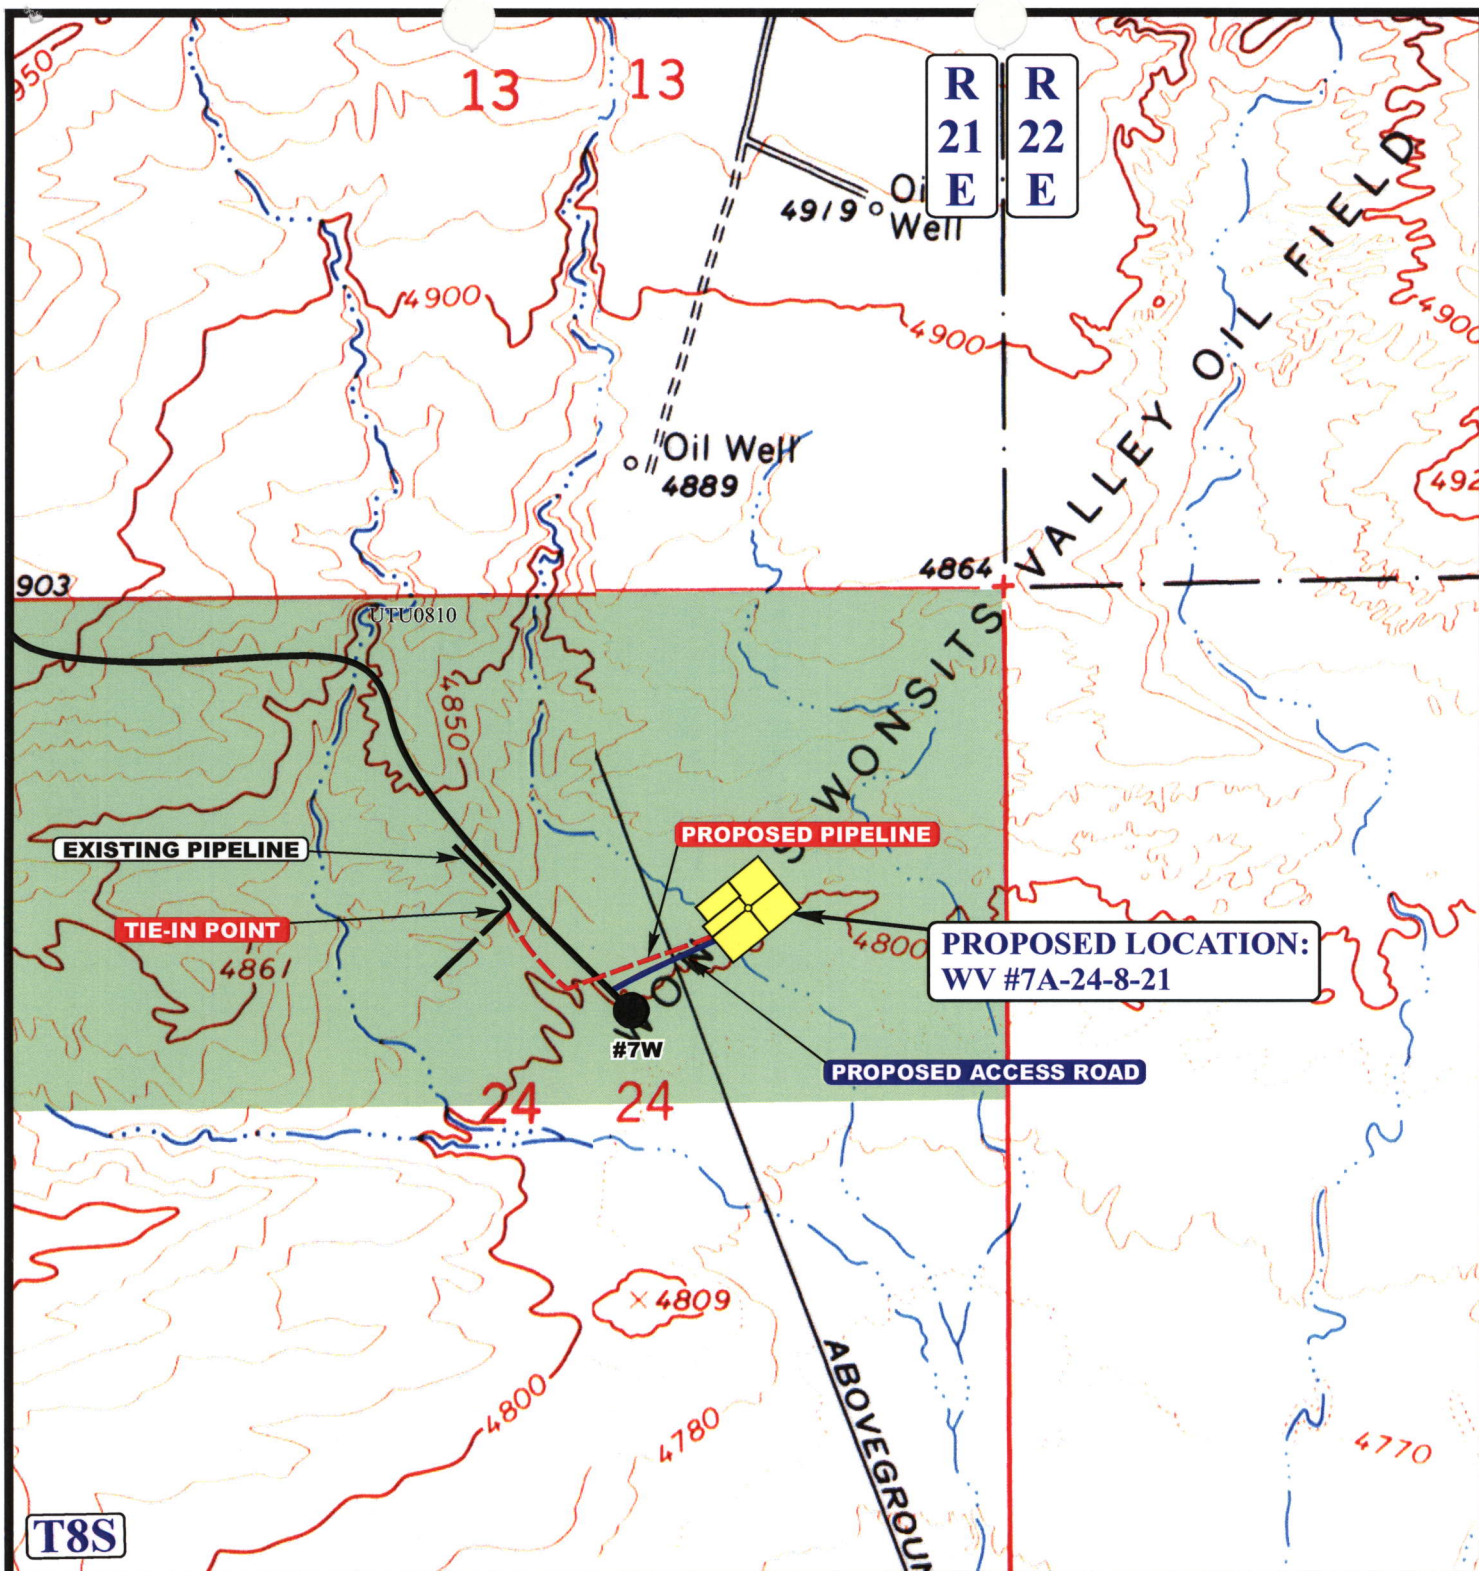 950
13
13
R
21
E
R
22
E
4919
Oil
Well
4900
4900
4900
VALLEY OIL FIELD
Oil Well
4889
903
4864
UTU0810
4850
WONSITS
EXISTING PIPELINE
PROPOSED PIPELINE
TIE-IN POINT
4861
4800
PROPOSED LOCATION:
WV #7A-24-8-21
#7W
PROPOSED ACCESS ROAD
24
24
4809
4800
4780
ABOVEGROUN
4770
T8S